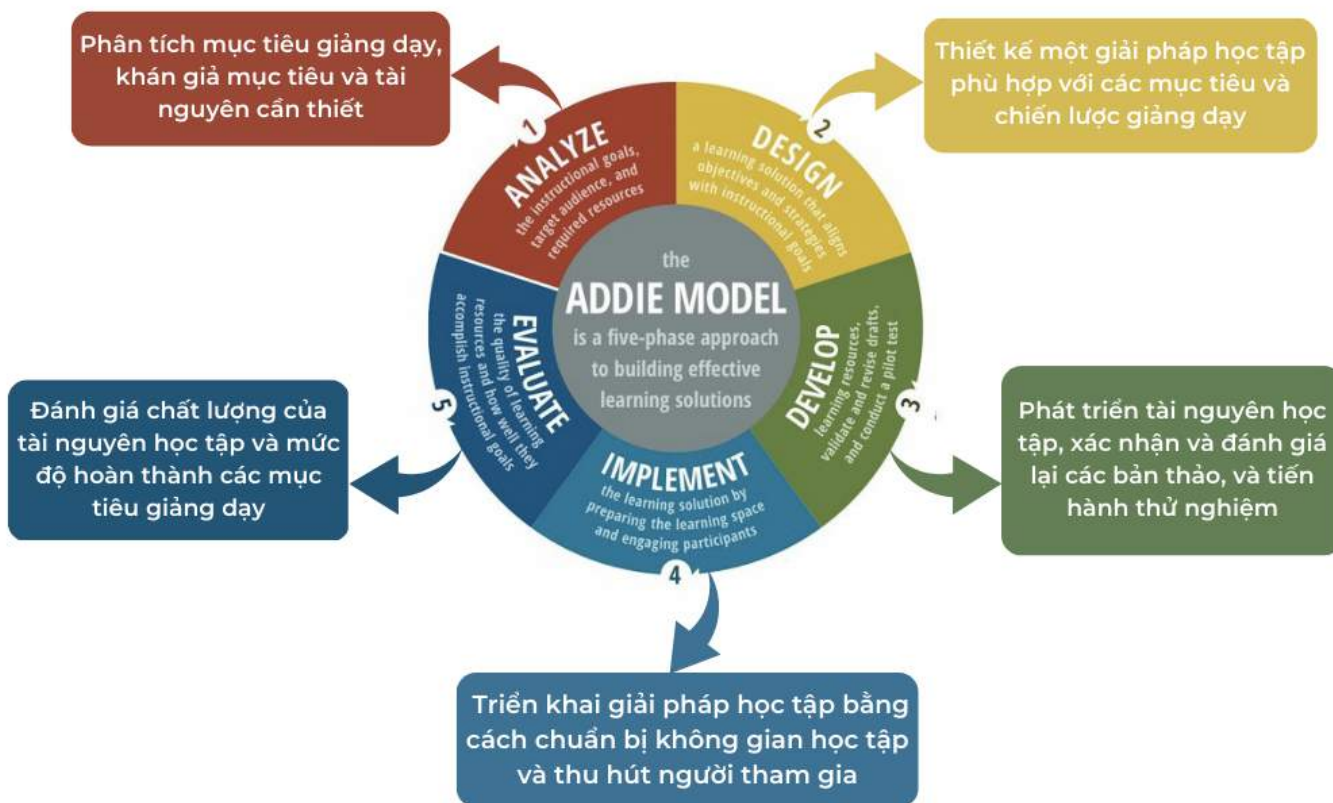 Phân tích mục tiêu giảng dạy,
khán giả mục tiêu và tài
nguyên cần thiết
Thiết kế một giải pháp học tập
phù hợp với các mục tiêu và
chiến lược giảng dạy
1
ANALYZE
the instructional goals,
target audience, and
required resources
2
DESIGN
a learning solution that aligns
objectives and strategies
with instructional goals
the
ADDIE MODEL
is a five-phase approach
to building effective
learning solutions
3
DEVELOP
learning resources,
validate and revise drafts,
and conduct a pilot test
4
IMPLEMENT
the learning solution by
preparing the learning space
and engaging participants
5
EVALUATE
the quality of learning
resources and how well they
accomplish instructional goals
Đánh giá chất lượng của
tài nguyên học tập và mức
độ hoàn thành các mục
tiêu giảng dạy
Phát triển tài nguyên học
tập, xác nhận và đánh giá
lại các bản thảo, và tiến
hành thử nghiệm
Triển khai giải pháp học tập bằng
cách chuẩn bị không gian học tập
và thu hút người tham gia